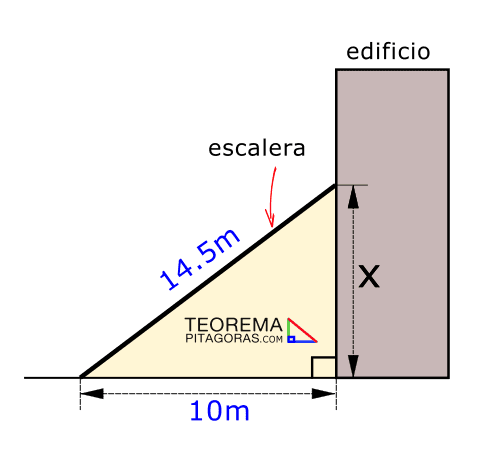 edificio
escalera
14.5m
x
TEOREMA
PITAGORAS.COM
10m